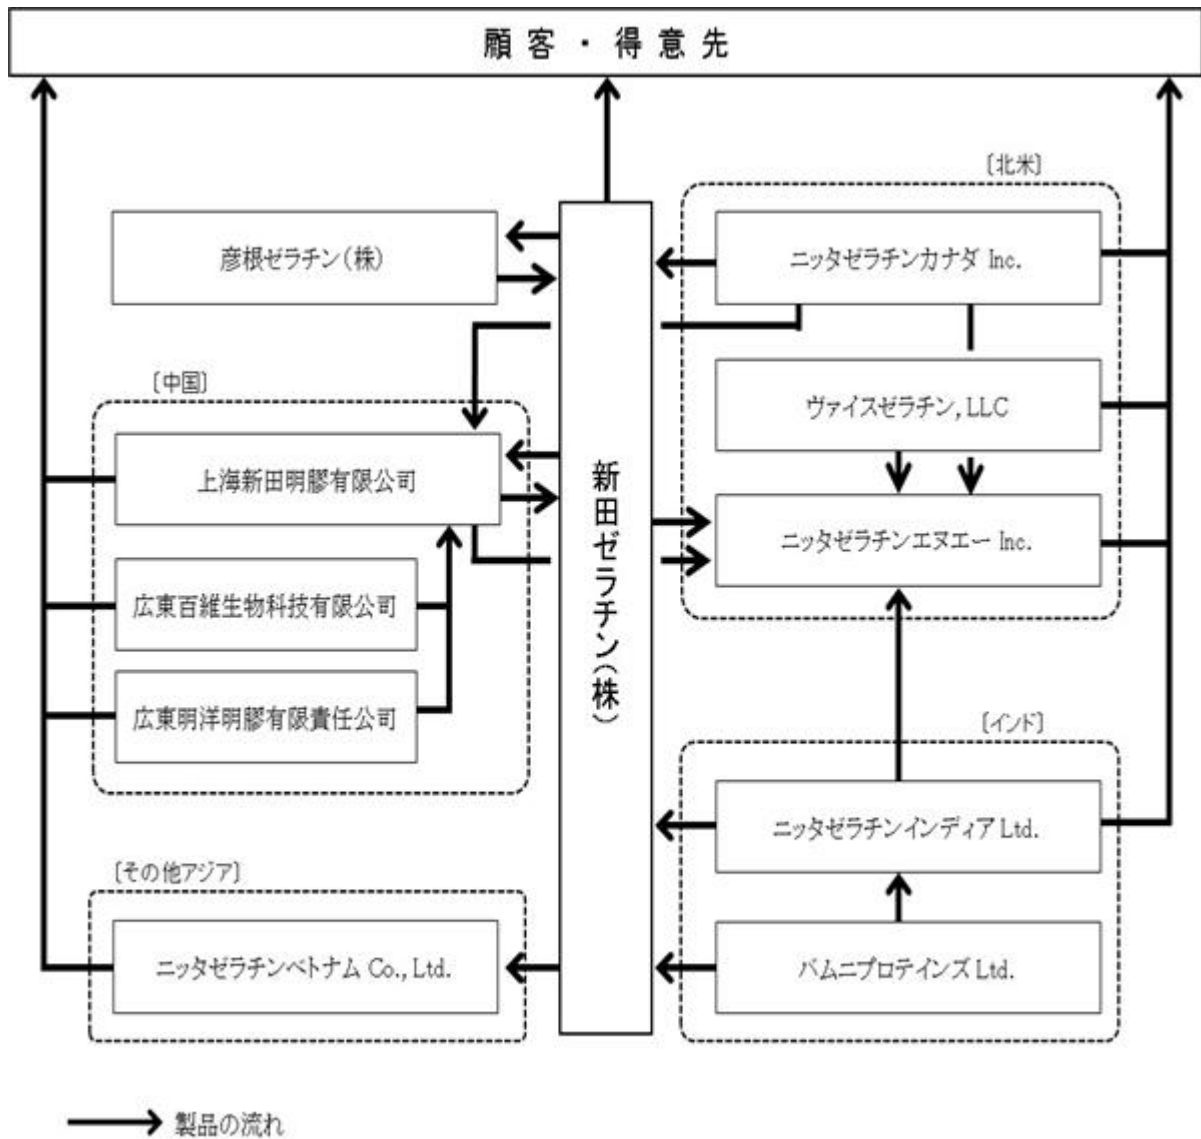 顧客・得意先
〔北米〕
彦根ゼラチン(株)
ニッタゼラチンカナダ Inc.
〔中国〕
ヴァイスゼラチン, LLC
上海新田明膠有限公司
新田ゼラチン(株)
ニッタゼラチンエヌエー Inc.
広東百維生物科技有限公司
広東明洋明膠有限責任公司
〔インド〕
ニッタゼラチンインディア Ltd.
〔その他アジア〕
ニッタゼラチンベトナム Co., Ltd.
バムニプロテインズ Ltd.
製品の流れ